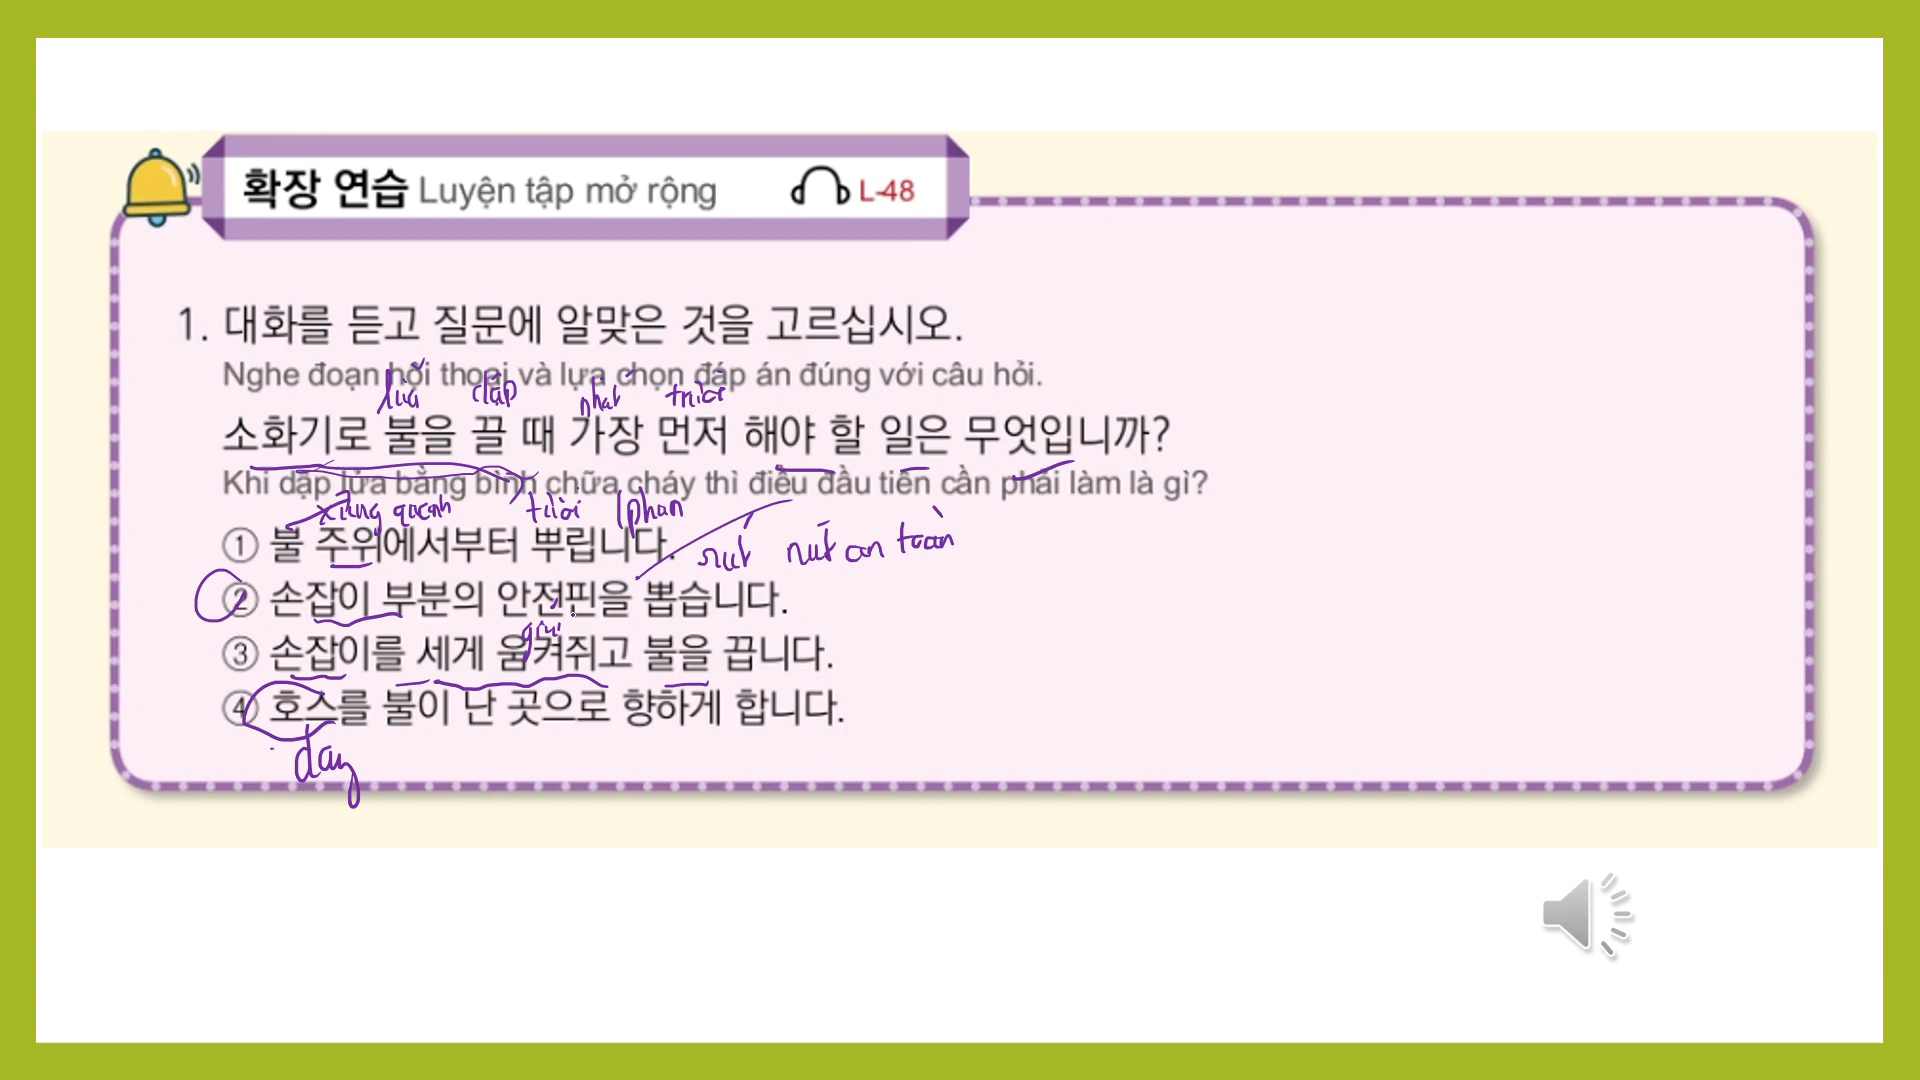 확장 연습 Luyện tập mở rộng L-48
1. 대화를 듣고 질문에 알맞은 것을 고르십시오.
Nghe đoạn hội thoại và lựa chọn đáp án đúng với câu hỏi.
lửa dập nhất trước
소화기로 불을 끌 때 가장 먼저 해야 할 일은 무엇입니까?
Khi dập lửa bằng bình chữa cháy thì điều đầu tiên cần phải làm là gì?
xung quanh phan
① 불 주위에서부터 뿌립니다.
rút nút an toàn
② 손잡이 부분의 안전핀을 뽑습니다.
③ 손잡이를 세게 움켜쥐고 불을 끕니다.
④ 호스를 불이 난 곳으로 향하게 합니다.
dây